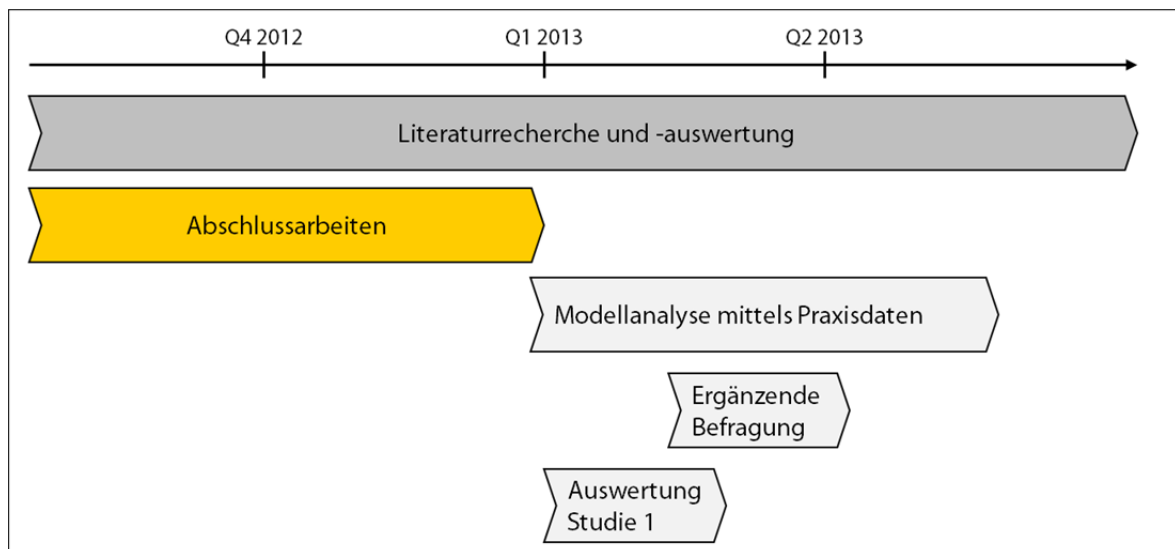 Q4 2012 Q1 2013 Q2 2013
Literaturrecherche und -auswertung
Abschlussarbeiten
Modellanalyse mittels Praxisdaten
Ergänzende
Befragung
Auswertung
Studie 1